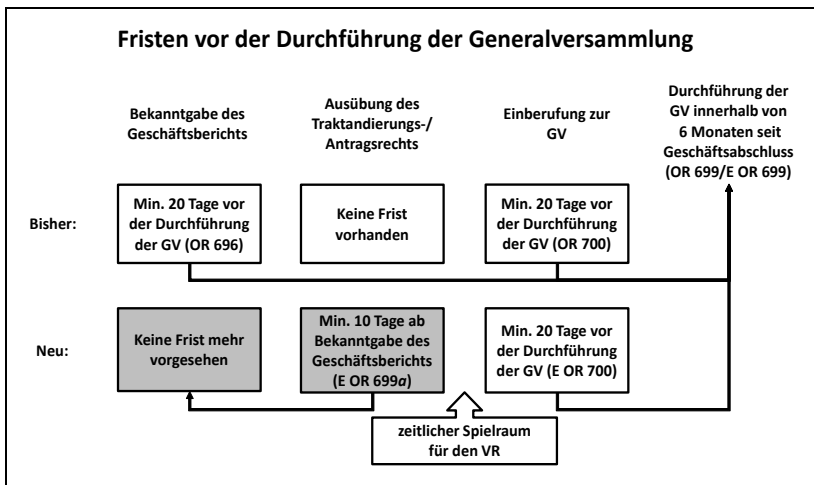 Fristen vor der Durchführung der Generalversammlung
Bekanntgabe des
Geschäftsberichts
Ausübung des
Traktandierungs-/
Antragsrechts
Einberufung zur
GV
Durchführung der
GV innerhalb von
6 Monaten seit
Geschäftsabschluss
(OR 699/E OR 699)
Bisher:
Min. 20 Tage vor
der Durchführung
der GV (OR 696)
Keine Frist
vorhanden
Min. 20 Tage vor
der Durchführung
der GV (OR 700)
Neu:
Keine Frist mehr
vorgesehen
Min. 10 Tage ab
Bekanntgabe des
Geschäftsberichts
(E OR 699a)
Min. 20 Tage vor
der Durchführung
der GV (E OR 700)
zeitlicher Spielraum
für den VR